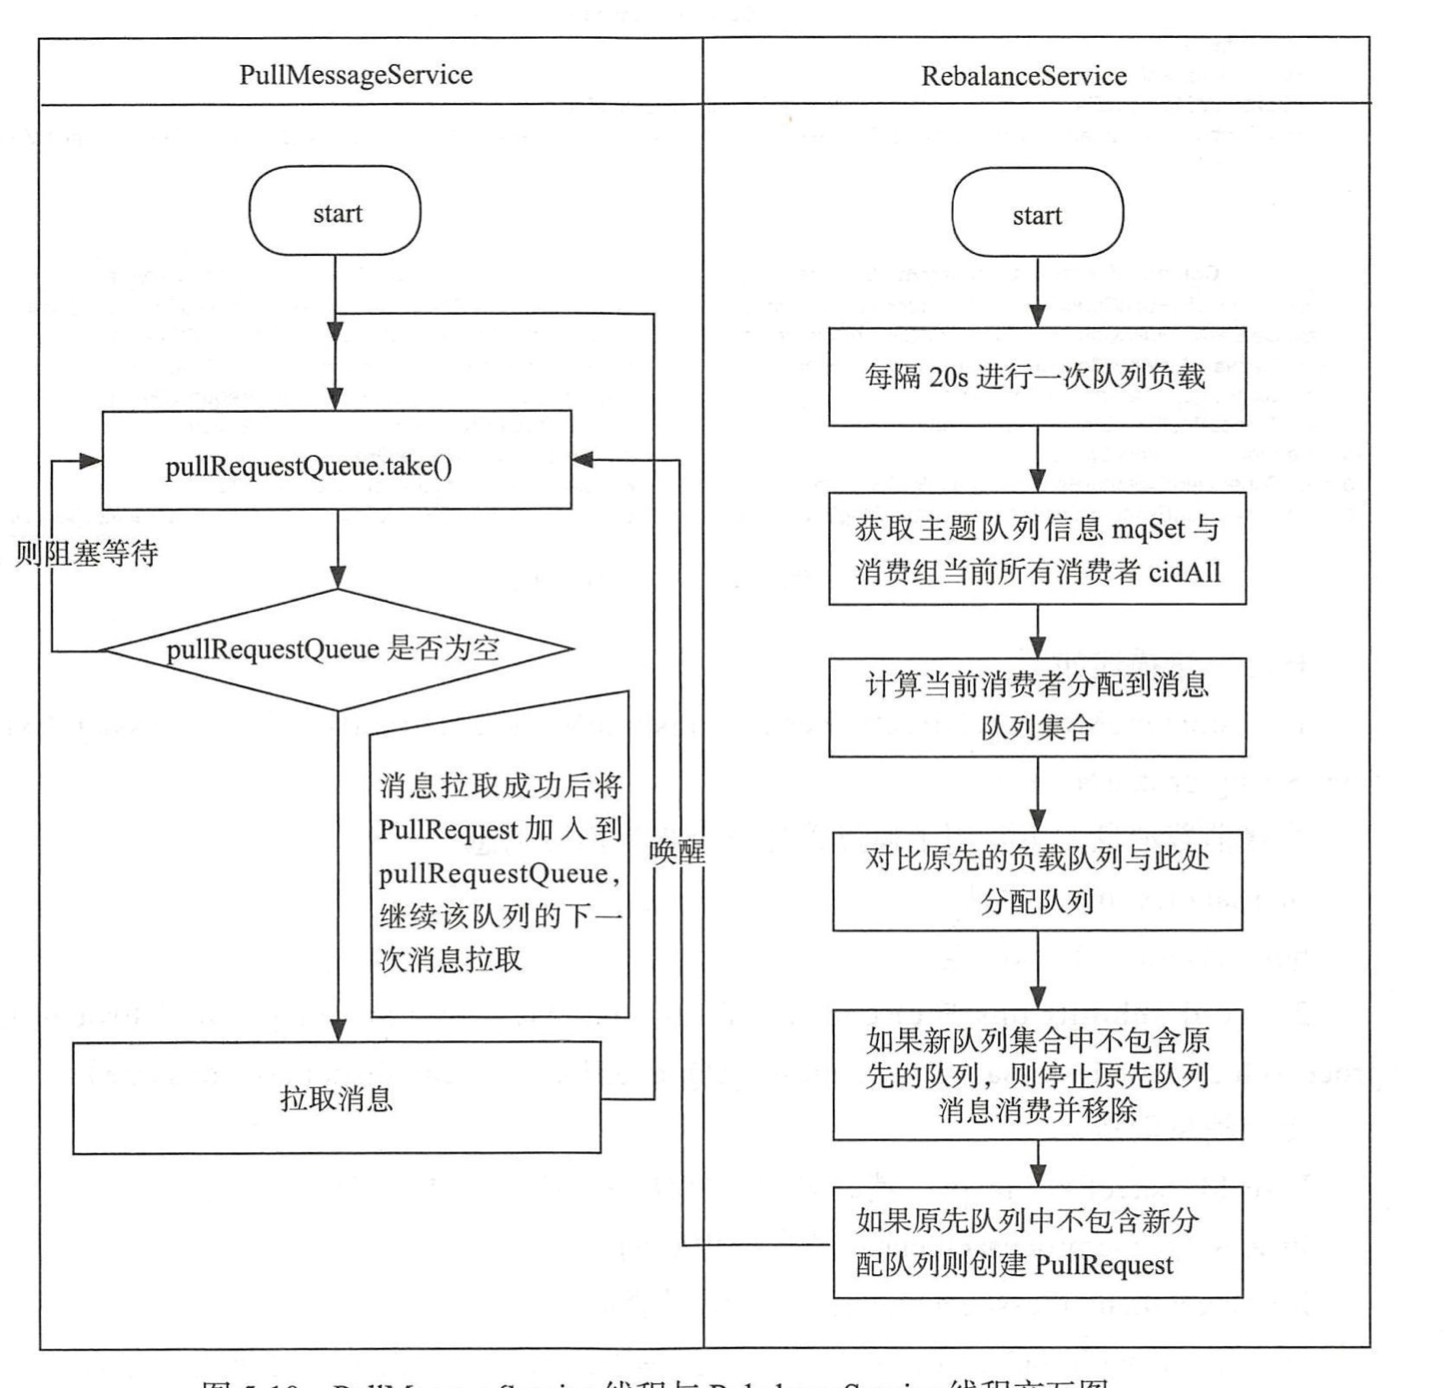 PullMessageService
RebalanceService
start
pullRequestQueue.take()
则阻塞等待
pullRequestQueue 是否为空
消息拉取成功后将
PullRequest 加入到
pullRequestQueue,
继续该队列的下一
次消息拉取
拉取消息
唤醒
start
每隔 20s 进行一次队列负载
获取主题队列信息 mqSet 与
消费组当前所有消费者 cidAll
计算当前消费者分配到消息
队列集合
对比原先的负载队列与此处
分配队列
如果新队列集合中不包含原
先的队列，则停止原先队列
消息消费并移除
如果原先队列中不包含新分
配队列则创建 PullRequest